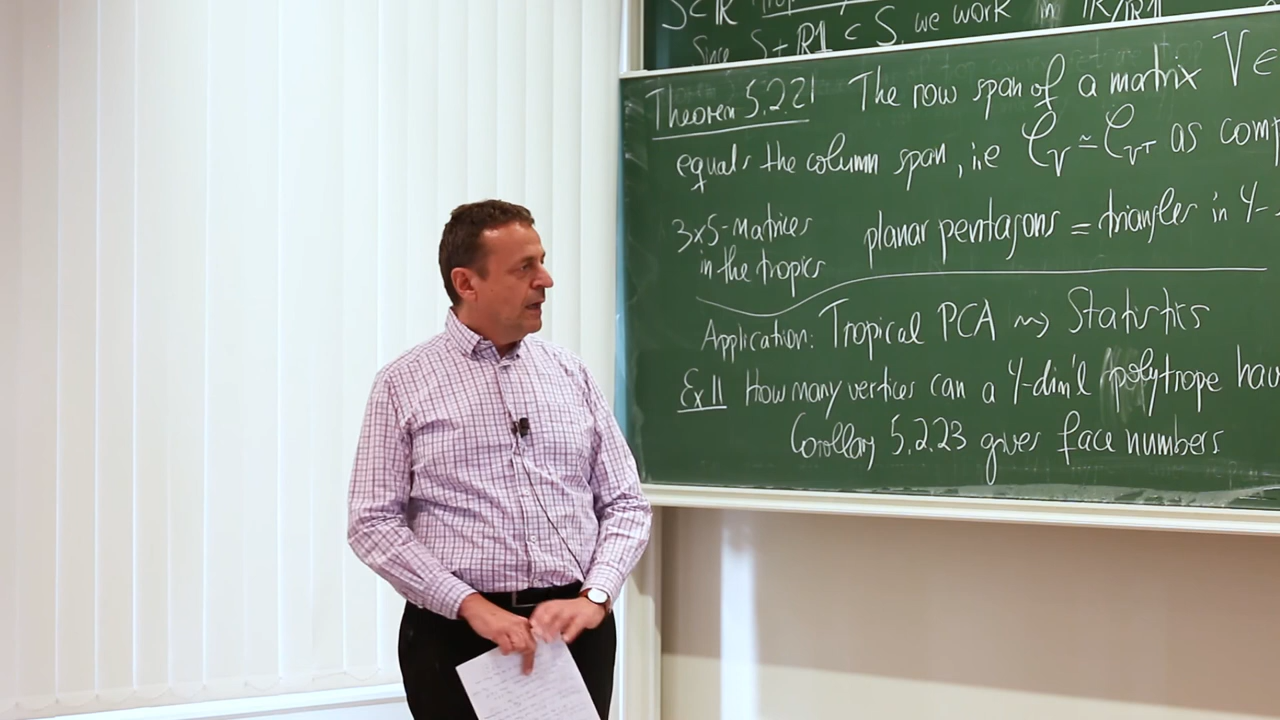 S⊂ℝ
Since S+ℝ𝟙 ⊂ S, we work in ℝ/ℝ𝟙
Theorem 5.2.21 The row span of a matrix V ∈
equals the column span, i.e 𝒞_V ≃ 𝒞_{V^T} as comp
3x5-matrices
in the tropics
planar pentagons = triangles in 4-
Application: Tropical PCA ⇝ Statistics
Ex 11 How many vertices can a 4-dim'l polytrope hav
Corollary 5.2.23 gives face numbers